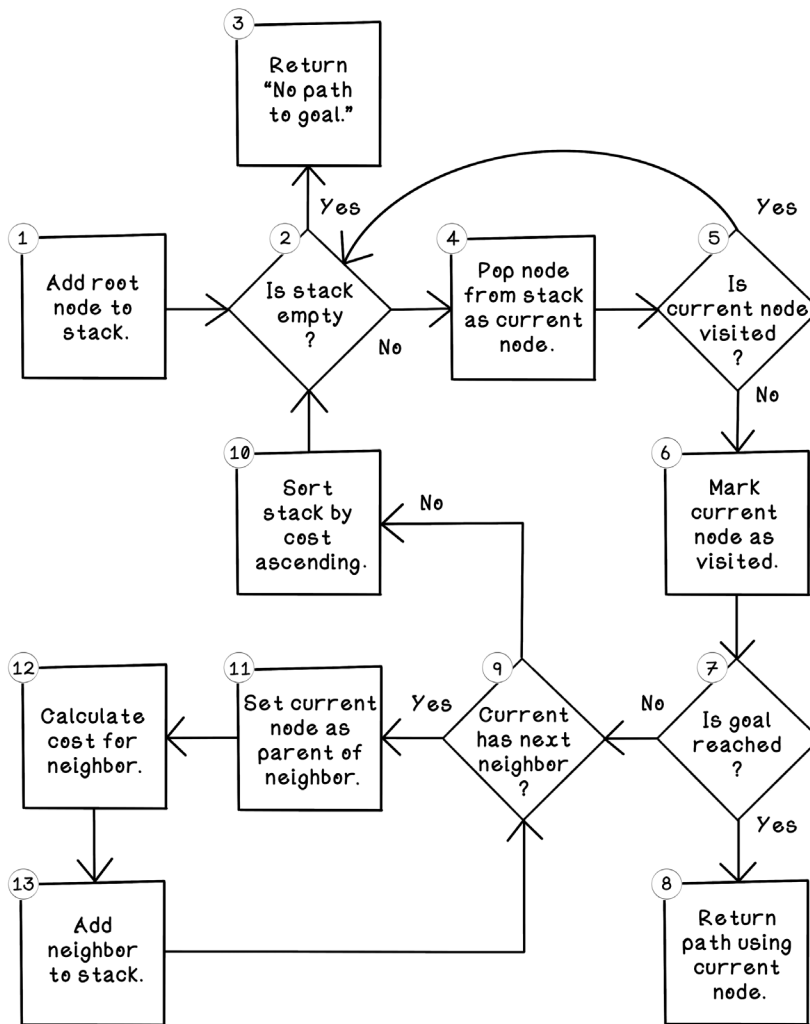 3
Return
“No path
to goal.”
Yes
1
Add root
node to
stack.
2
Is stack
empty
?
No
4
Pop node
from stack
as current
node.
5
Yes
Is
current node
visited
?
No
10
Sort
stack by
cost
ascending.
No
6
Mark
current
node as
visited.
12
Calculate
cost for
neighbor.
11
Set current
node as
parent of
neighbor.
Yes
9
Current
has next
neighbor
?
No
7
Is goal
reached
?
Yes
13
Add
neighbor
to stack.
8
Return
path using
current
node.